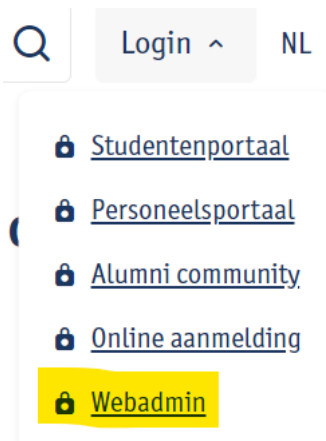 Login NL
Studentenportaal
Personeelsportaal
Alumni community
Online aanmelding
Webadmin